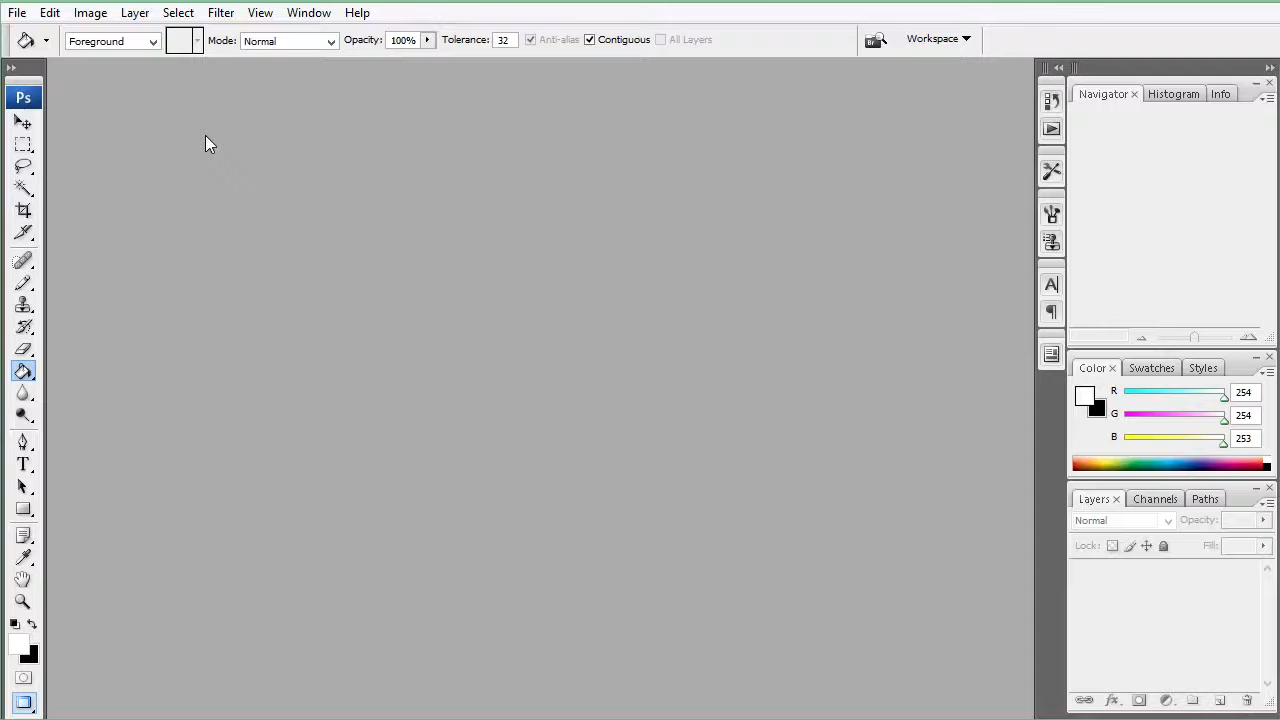 File Edit Image Layer Select Filter View Window Help
Foreground Mode: Normal Opacity: 100% Tolerance: 32 Anti-alias Contiguous All Layers Br Workspace
Ps
Navigator Histogram Info
Color Swatches Styles
R 254
G 254
B 253
Layers Channels Paths
Normal Opacity:
Lock: Fill:
T
A
fx